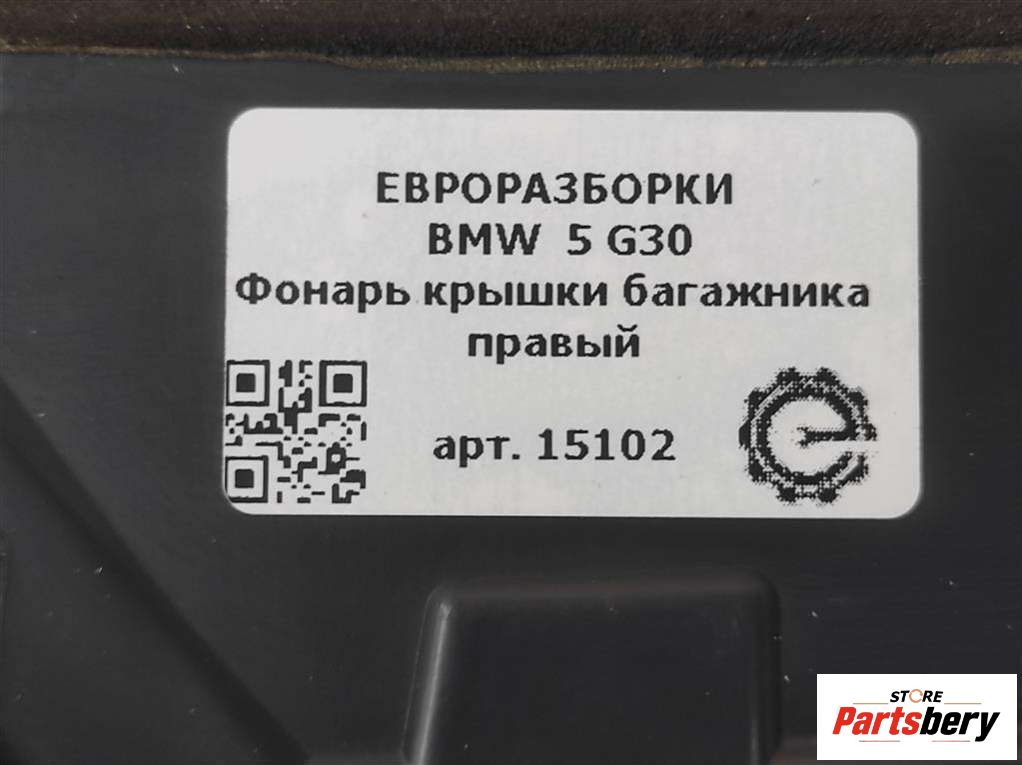 ЕВРОРАЗБОРКИ
BMW 5 G30
Фонарь крышки багажника
правый
арт. 15102
STORE
Partsbery